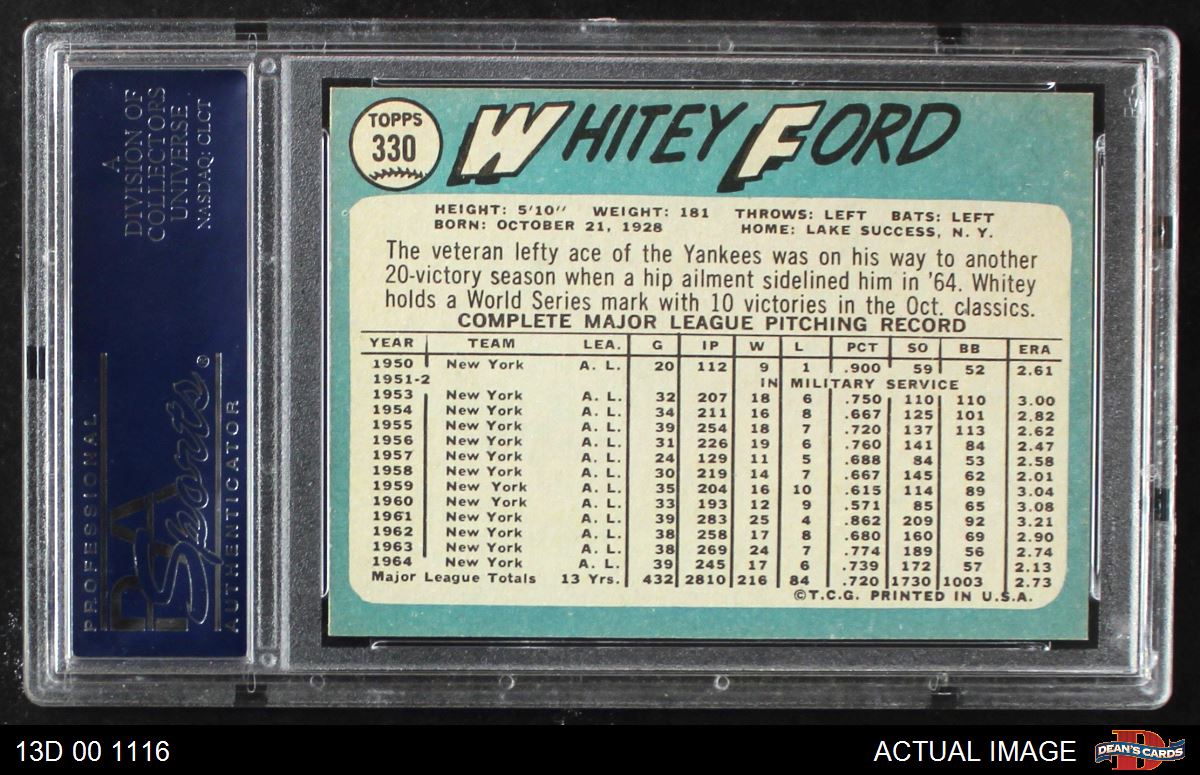 A
DIVISION OF
COLLECTORS
UNIVERSE
NASDAQ: CLCT
PROFESSIONAL
PSA
Sports
AUTHENTICATOR
TOPPS
330
WHITEY FORD
HEIGHT: 5'10" WEIGHT: 181 THROWS: LEFT BATS: LEFT
BORN: OCTOBER 21, 1928 HOME: LAKE SUCCESS, N. Y.
The veteran lefty ace of the Yankees was on his way to another
20-victory season when a hip ailment sidelined him in '64. Whitey
holds a World Series mark with 10 victories in the Oct. classics.
COMPLETE MAJOR LEAGUE PITCHING RECORD
YEAR TEAM LEA. G IP W L PCT SO BB ERA
1950 New York A. L. 20 112 9 1 .900 59 52 2.61
1951-2 IN MILITARY SERVICE
1953 New York A. L. 32 207 18 6 .750 110 110 3.00
1954 New York A. L. 34 211 16 8 .667 125 101 2.82
1955 New York A. L. 39 254 18 7 .720 137 113 2.62
1956 New York A. L. 31 226 19 6 .760 141 84 2.47
1957 New York A. L. 24 129 11 5 .688 84 53 2.58
1958 New York A. L. 30 219 14 7 .667 145 62 2.01
1959 New York A. L. 35 204 16 10 .615 114 89 3.04
1960 New York A. L. 33 193 12 9 .571 85 65 3.08
1961 New York A. L. 39 283 25 4 .862 209 92 3.21
1962 New York A. L. 38 258 17 8 .680 160 69 2.90
1963 New York A. L. 38 269 24 7 .774 189 56 2.74
1964 New York A. L. 39 245 17 6 .739 172 57 2.13
Major League Totals 13 Yrs. 432 2810 216 84 .720 1730 1003 2.73
©T.C.G. PRINTED IN U.S.A.
13D 00 1116
ACTUAL IMAGE
D
DEAN'S CARDS